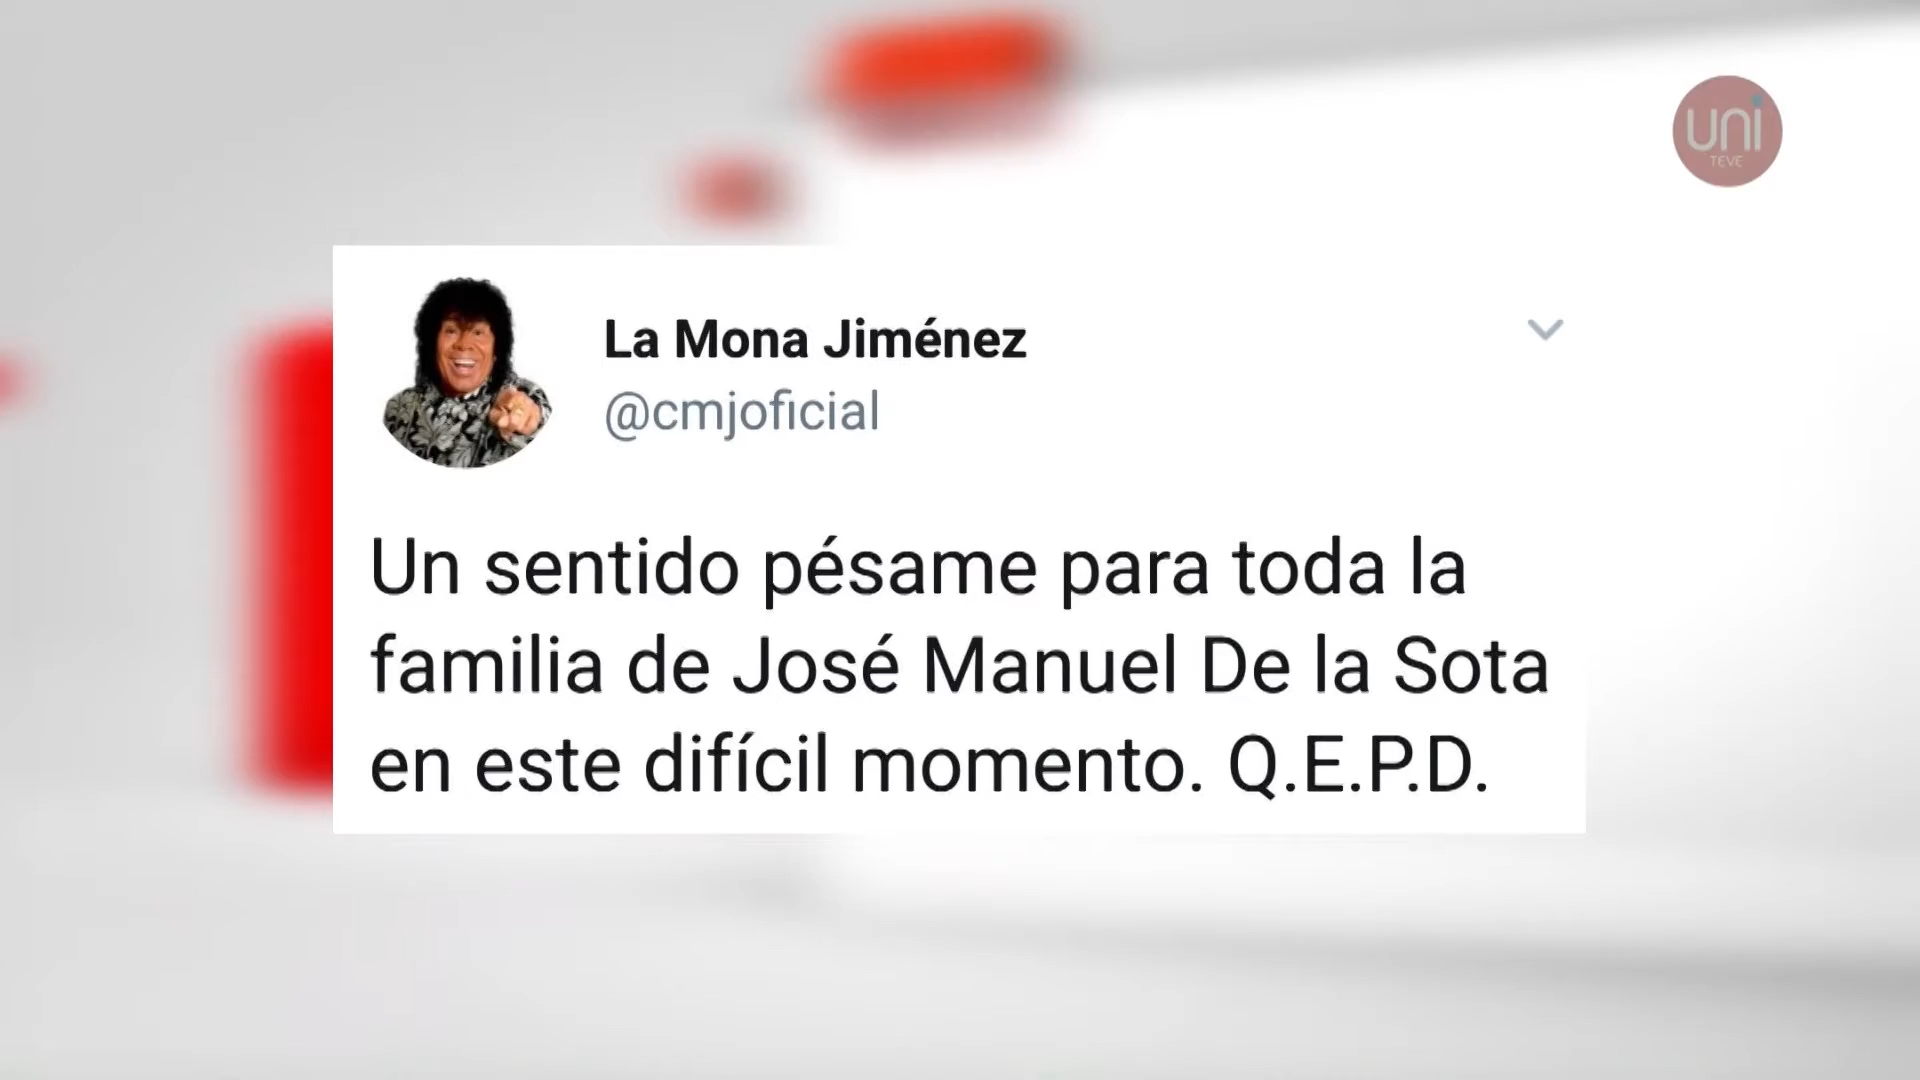 uni
TEVE
La Mona Jiménez
@cmjoficial
Un sentido pésame para toda la
familia de José Manuel De la Sota
en este difícil momento. Q.E.P.D.